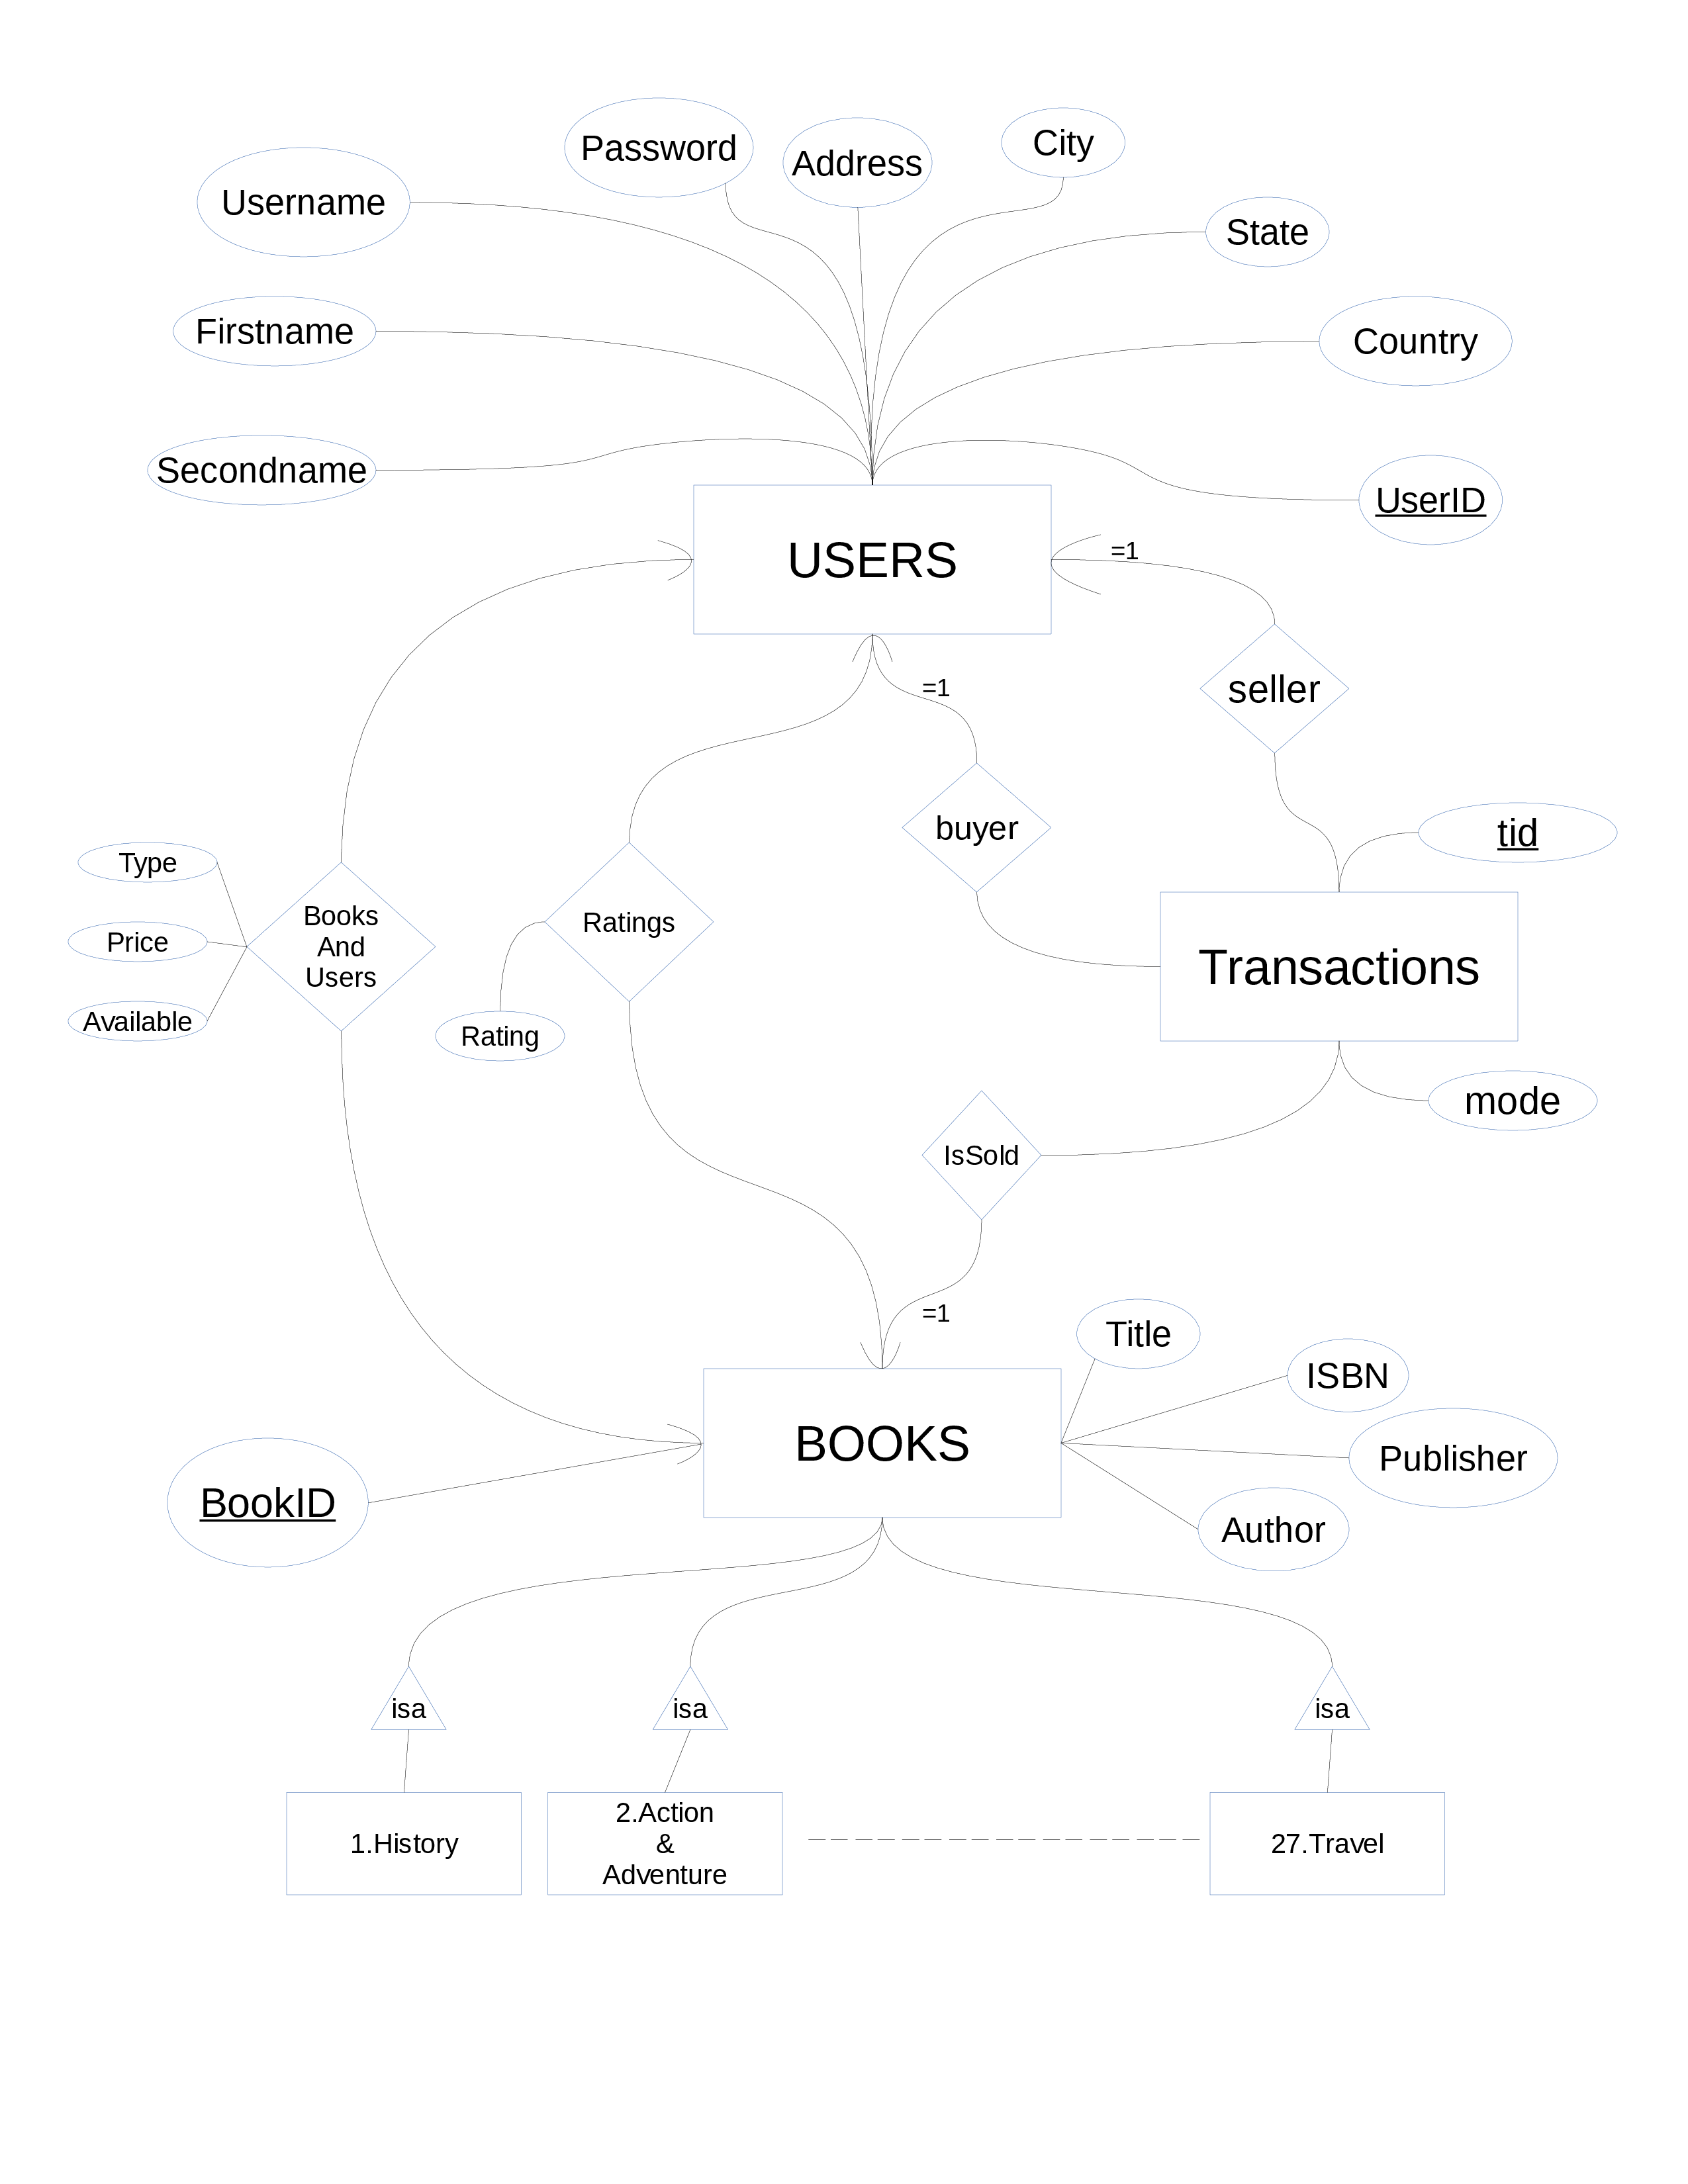 Password
Address
City
Username
State
Firstname
Country
Secondname
UserID
USERS
=1
=1
seller
buyer
tid
Type
Price
Available
Books
And
Users
Ratings
Rating
Transactions
mode
IsSold
=1
Title
ISBN
Publisher
Author
BOOKS
BookID
isa
isa
isa
1.History
2.Action
&
Adventure
27.Travel